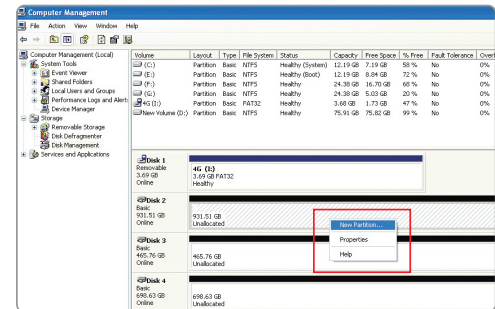 Computer Management
File Action View Window Help
Computer Management (Local)
System Tools
Event Viewer
Shared Folders
Local Users and Groups
Performance Logs and Alert:
Device Manager
Storage
Removable Storage
Disk Defragmenter
Disk Management
Services and Applications
Volume Layout Type File System Status Capacity Free Space % Free Fault Tolerance Overl
(C:) Partition Basic NTFS Healthy (System) 12.19 GB 7.19 GB 58 % No 0%
(E:) Partition Basic NTFS Healthy (Boot) 12.19 GB 8.84 GB 72 % No 0%
(F:) Partition Basic NTFS Healthy 24.38 GB 16.70 GB 68 % No 0%
(G:) Partition Basic NTFS Healthy 24.38 GB 5.03 GB 20 % No 0%
4G (I:) Partition Basic FAT32 Healthy 3.68 GB 1.73 GB 47 % No 0%
New Volume (D:) Partition Basic NTFS Healthy 75.91 GB 75.82 GB 99 % No 0%
Disk 1
Removable
3.69 GB
Online
4G (I:)
3.69 GB FAT32
Healthy
Disk 2
Basic
931.51 GB
Online
931.51 GB
Unallocated
New Partition...
Properties
Help
Disk 3
Basic
465.76 GB
Online
465.76 GB
Unallocated
Disk 4
Basic
698.63 GB
Online
698.63 GB
Unallocated